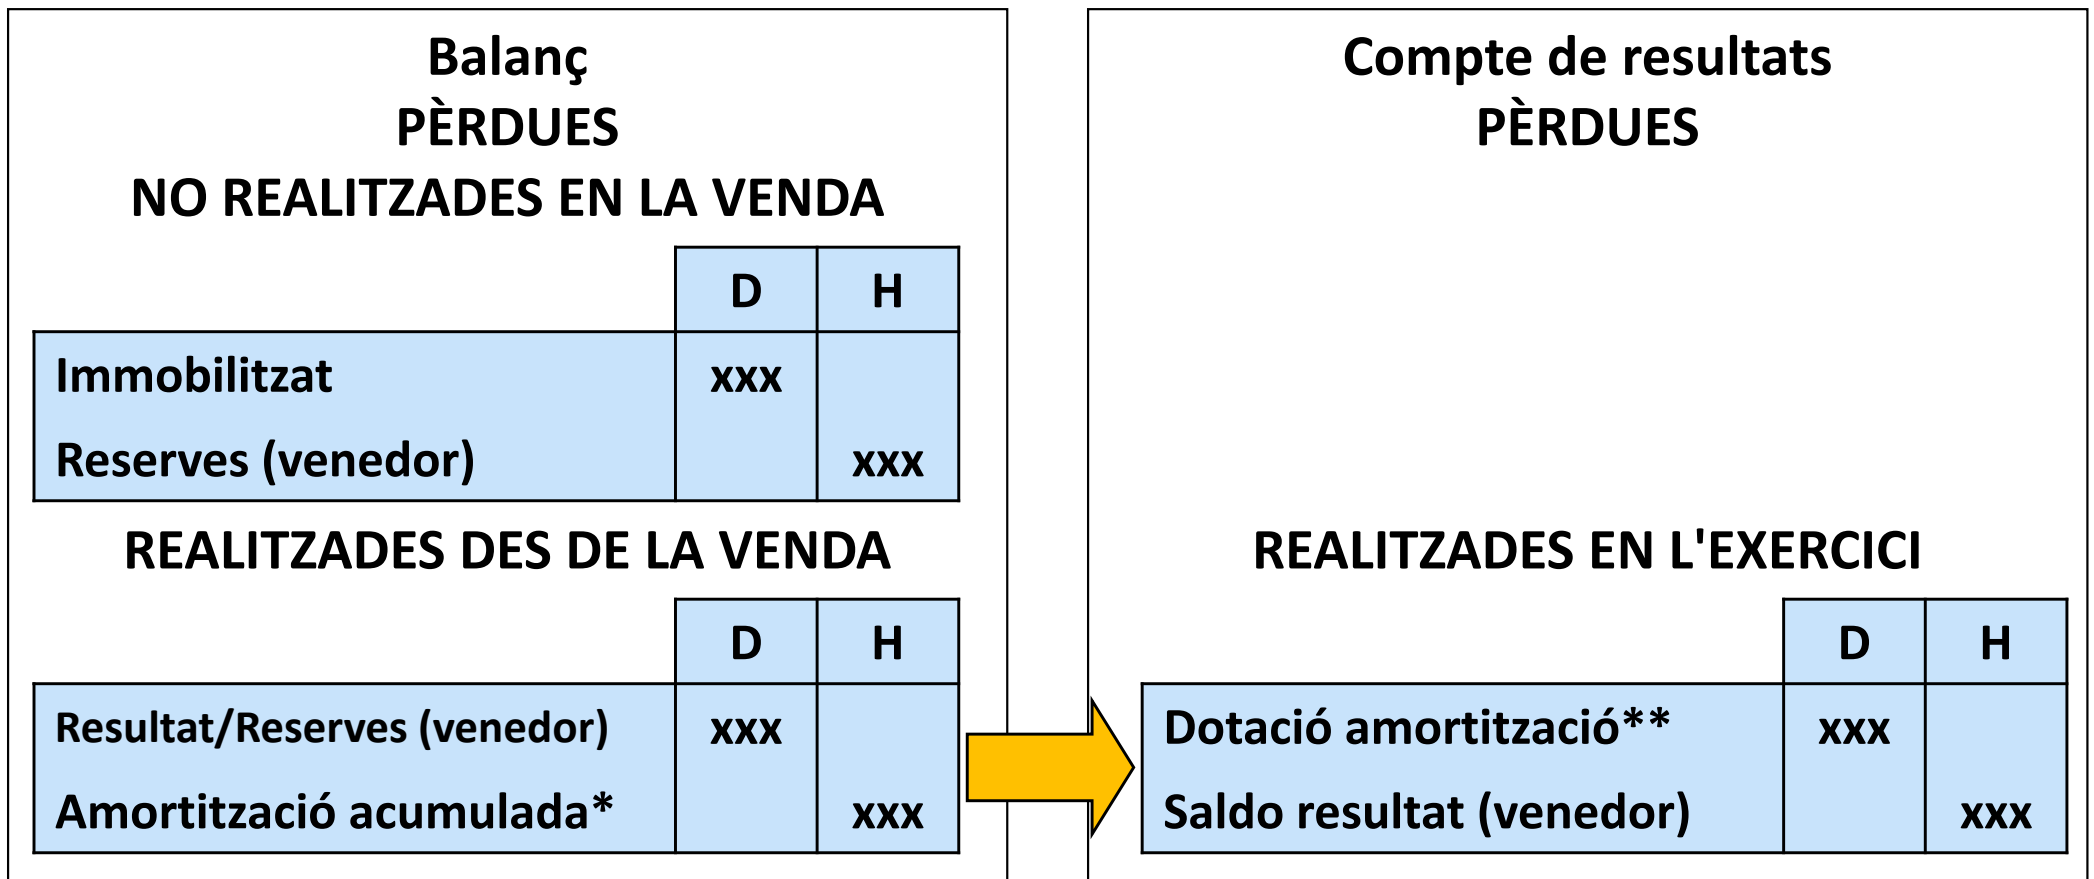 Balanç
PÈRDUES
NO REALITZADES EN LA VENDA
D H
Immobilitzat xxx
Reserves (venedor) xxx
REALITZADES DES DE LA VENDA
D H
Resultat/Reserves (venedor) xxx
Amortització acumulada* xxx
Compte de resultats
PÈRDUES
REALITZADES EN L'EXERCICI
D H
Dotació amortització** xxx
Saldo resultat (venedor) xxx